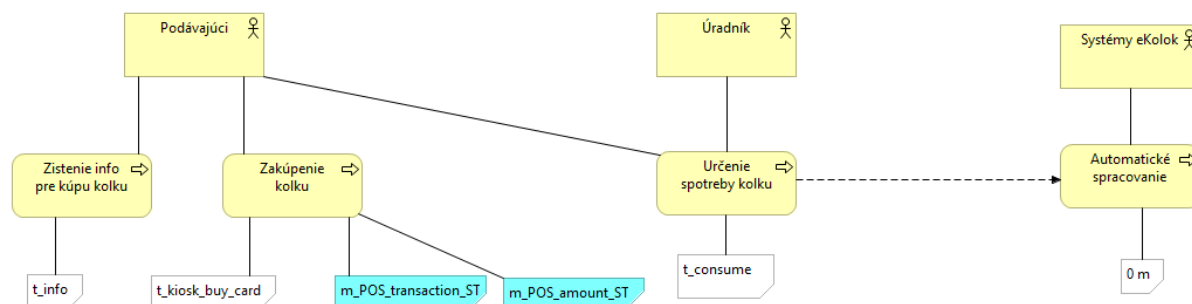 Podávajúci
Úradník
Systémy eKolok
Zistenie info
pre kúpu kolku
Zakúpenie
kolku
Určenie
spotreby kolku
Automatické
spracovanie
t_info
t_kiosk_buy_card
m_POS_transaction_ST
m_POS_amount_ST
t_consume
0 m